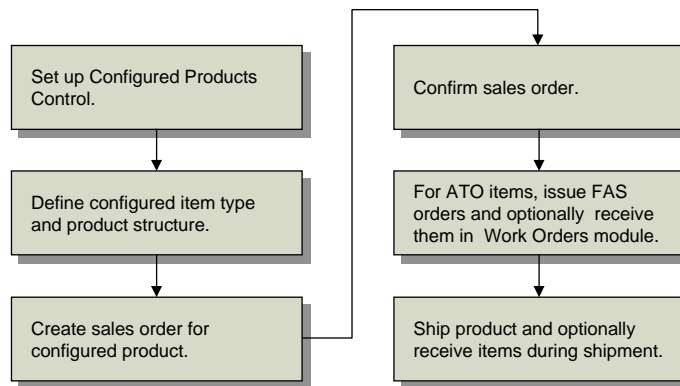 Set up Configured Products
Control.
Define configured item type
and product structure.
Create sales order for
configured product.
Confirm sales order.
For ATO items, issue FAS
orders and optionally receive
them in Work Orders module.
Ship product and optionally
receive items during shipment.